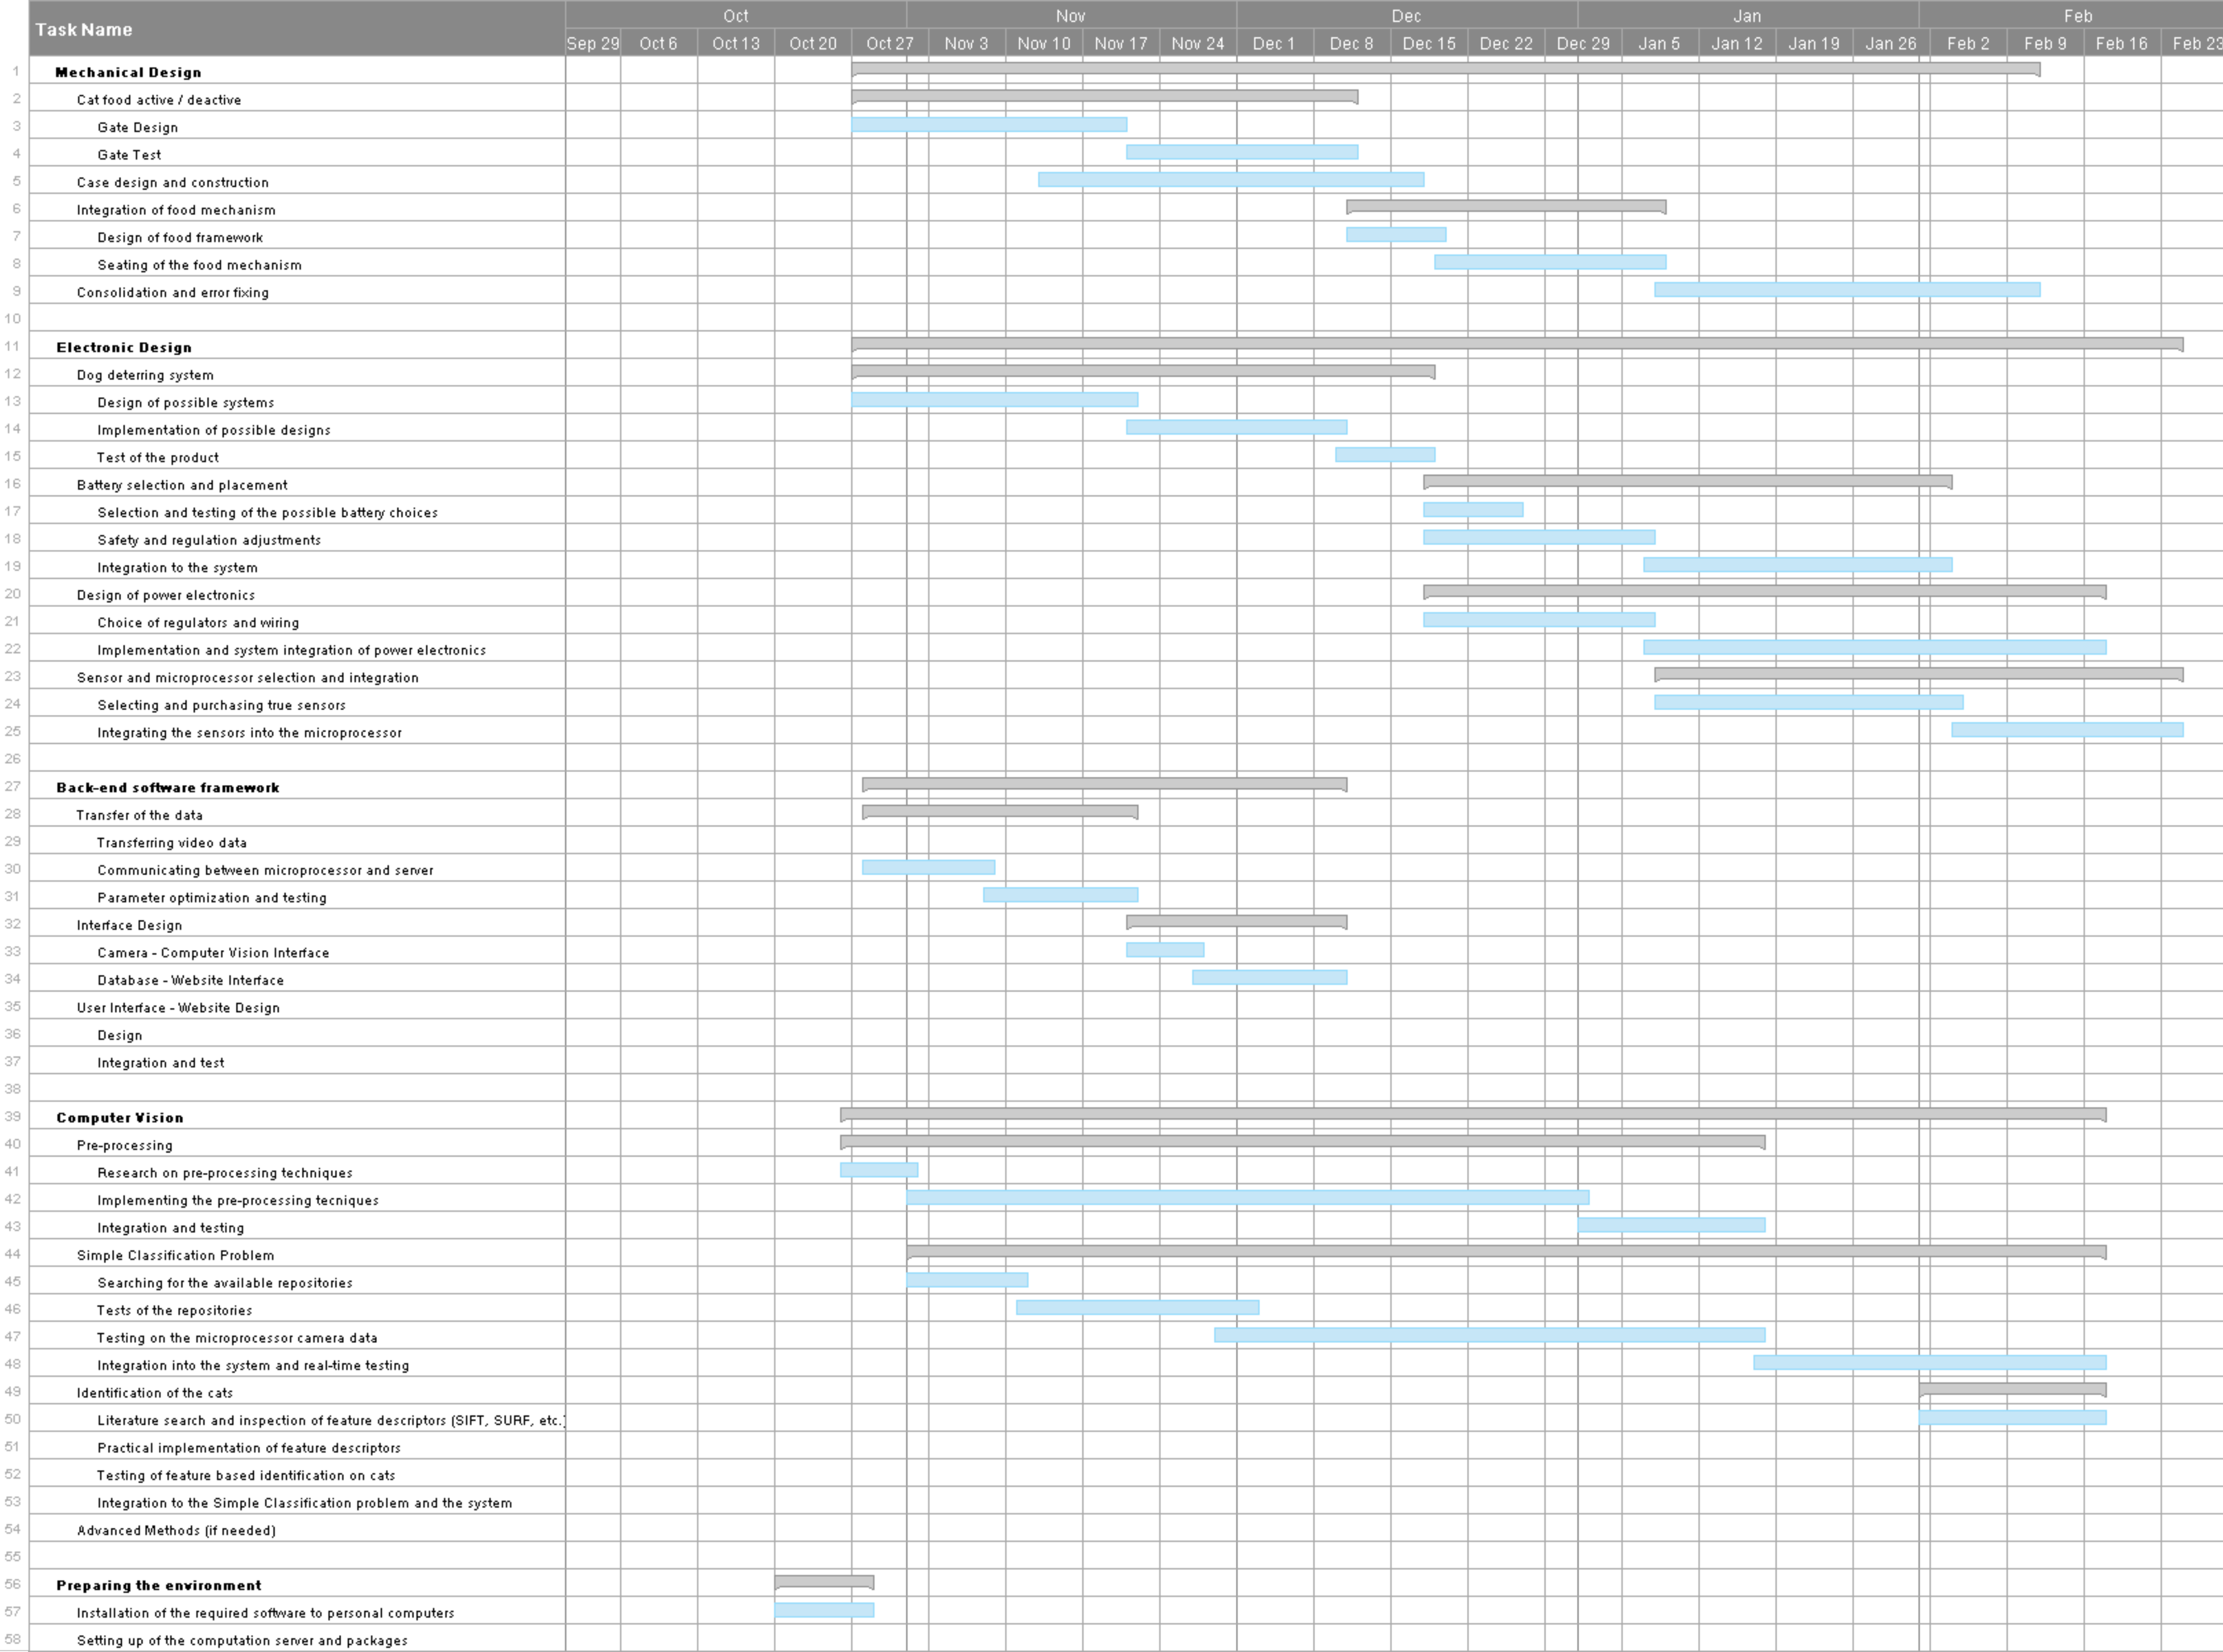 Task Name
Oct Nov Dec Jan Feb
Sep 29 Oct 6 Oct 13 Oct 20 Oct 27 Nov 3 Nov 10 Nov 17 Nov 24 Dec 1 Dec 8 Dec 15 Dec 22 Dec 29 Jan 5 Jan 12 Jan 19 Jan 26 Feb 2 Feb 9 Feb 16 Feb 23
1 Mechanical Design
2 Cat food active / deactive
3 Gate Design
4 Gate Test
5 Case design and construction
6 Integration of food mechanism
7 Design of food framework
8 Seating of the food mechanism
9 Consolidation and error fixing
10
11 Electronic Design
12 Dog deterring system
13 Design of possible systems
14 Implementation of possible designs
15 Test of the product
16 Battery selection and placement
17 Selection and testing of the possible battery choices
18 Safety and regulation adjustments
19 Integration to the system
20 Design of power electronics
21 Choice of regulators and wiring
22 Implementation and system integration of power electronics
23 Sensor and microprocessor selection and integration
24 Selecting and purchasing true sensors
25 Integrating the sensors into the microprocessor
26
27 Back-end software framework
28 Transfer of the data
29 Transferring video data
30 Communicating between microprocessor and server
31 Parameter optimization and testing
32 Interface Design
33 Camera - Computer Vision Interface
34 Database - Website Interface
35 User Interface - Website Design
36 Design
37 Integration and test
38
39 Computer Vision
40 Pre-processing
41 Research on pre-processing techniques
42 Implementing the pre-processing tecniques
43 Integration and testing
44 Simple Classification Problem
45 Searching for the available repositories
46 Tests of the repositories
47 Testing on the microprocessor camera data
48 Integration into the system and real-time testing
49 Identification of the cats
50 Literature search and inspection of feature descriptors (SIFT, SURF, etc.)
51 Practical implementation of feature descriptors
52 Testing of feature based identification on cats
53 Integration to the Simple Classification problem and the system
54 Advanced Methods (if needed)
55
56 Preparing the environment
57 Installation of the required software to personal computers
58 Setting up of the computation server and packages